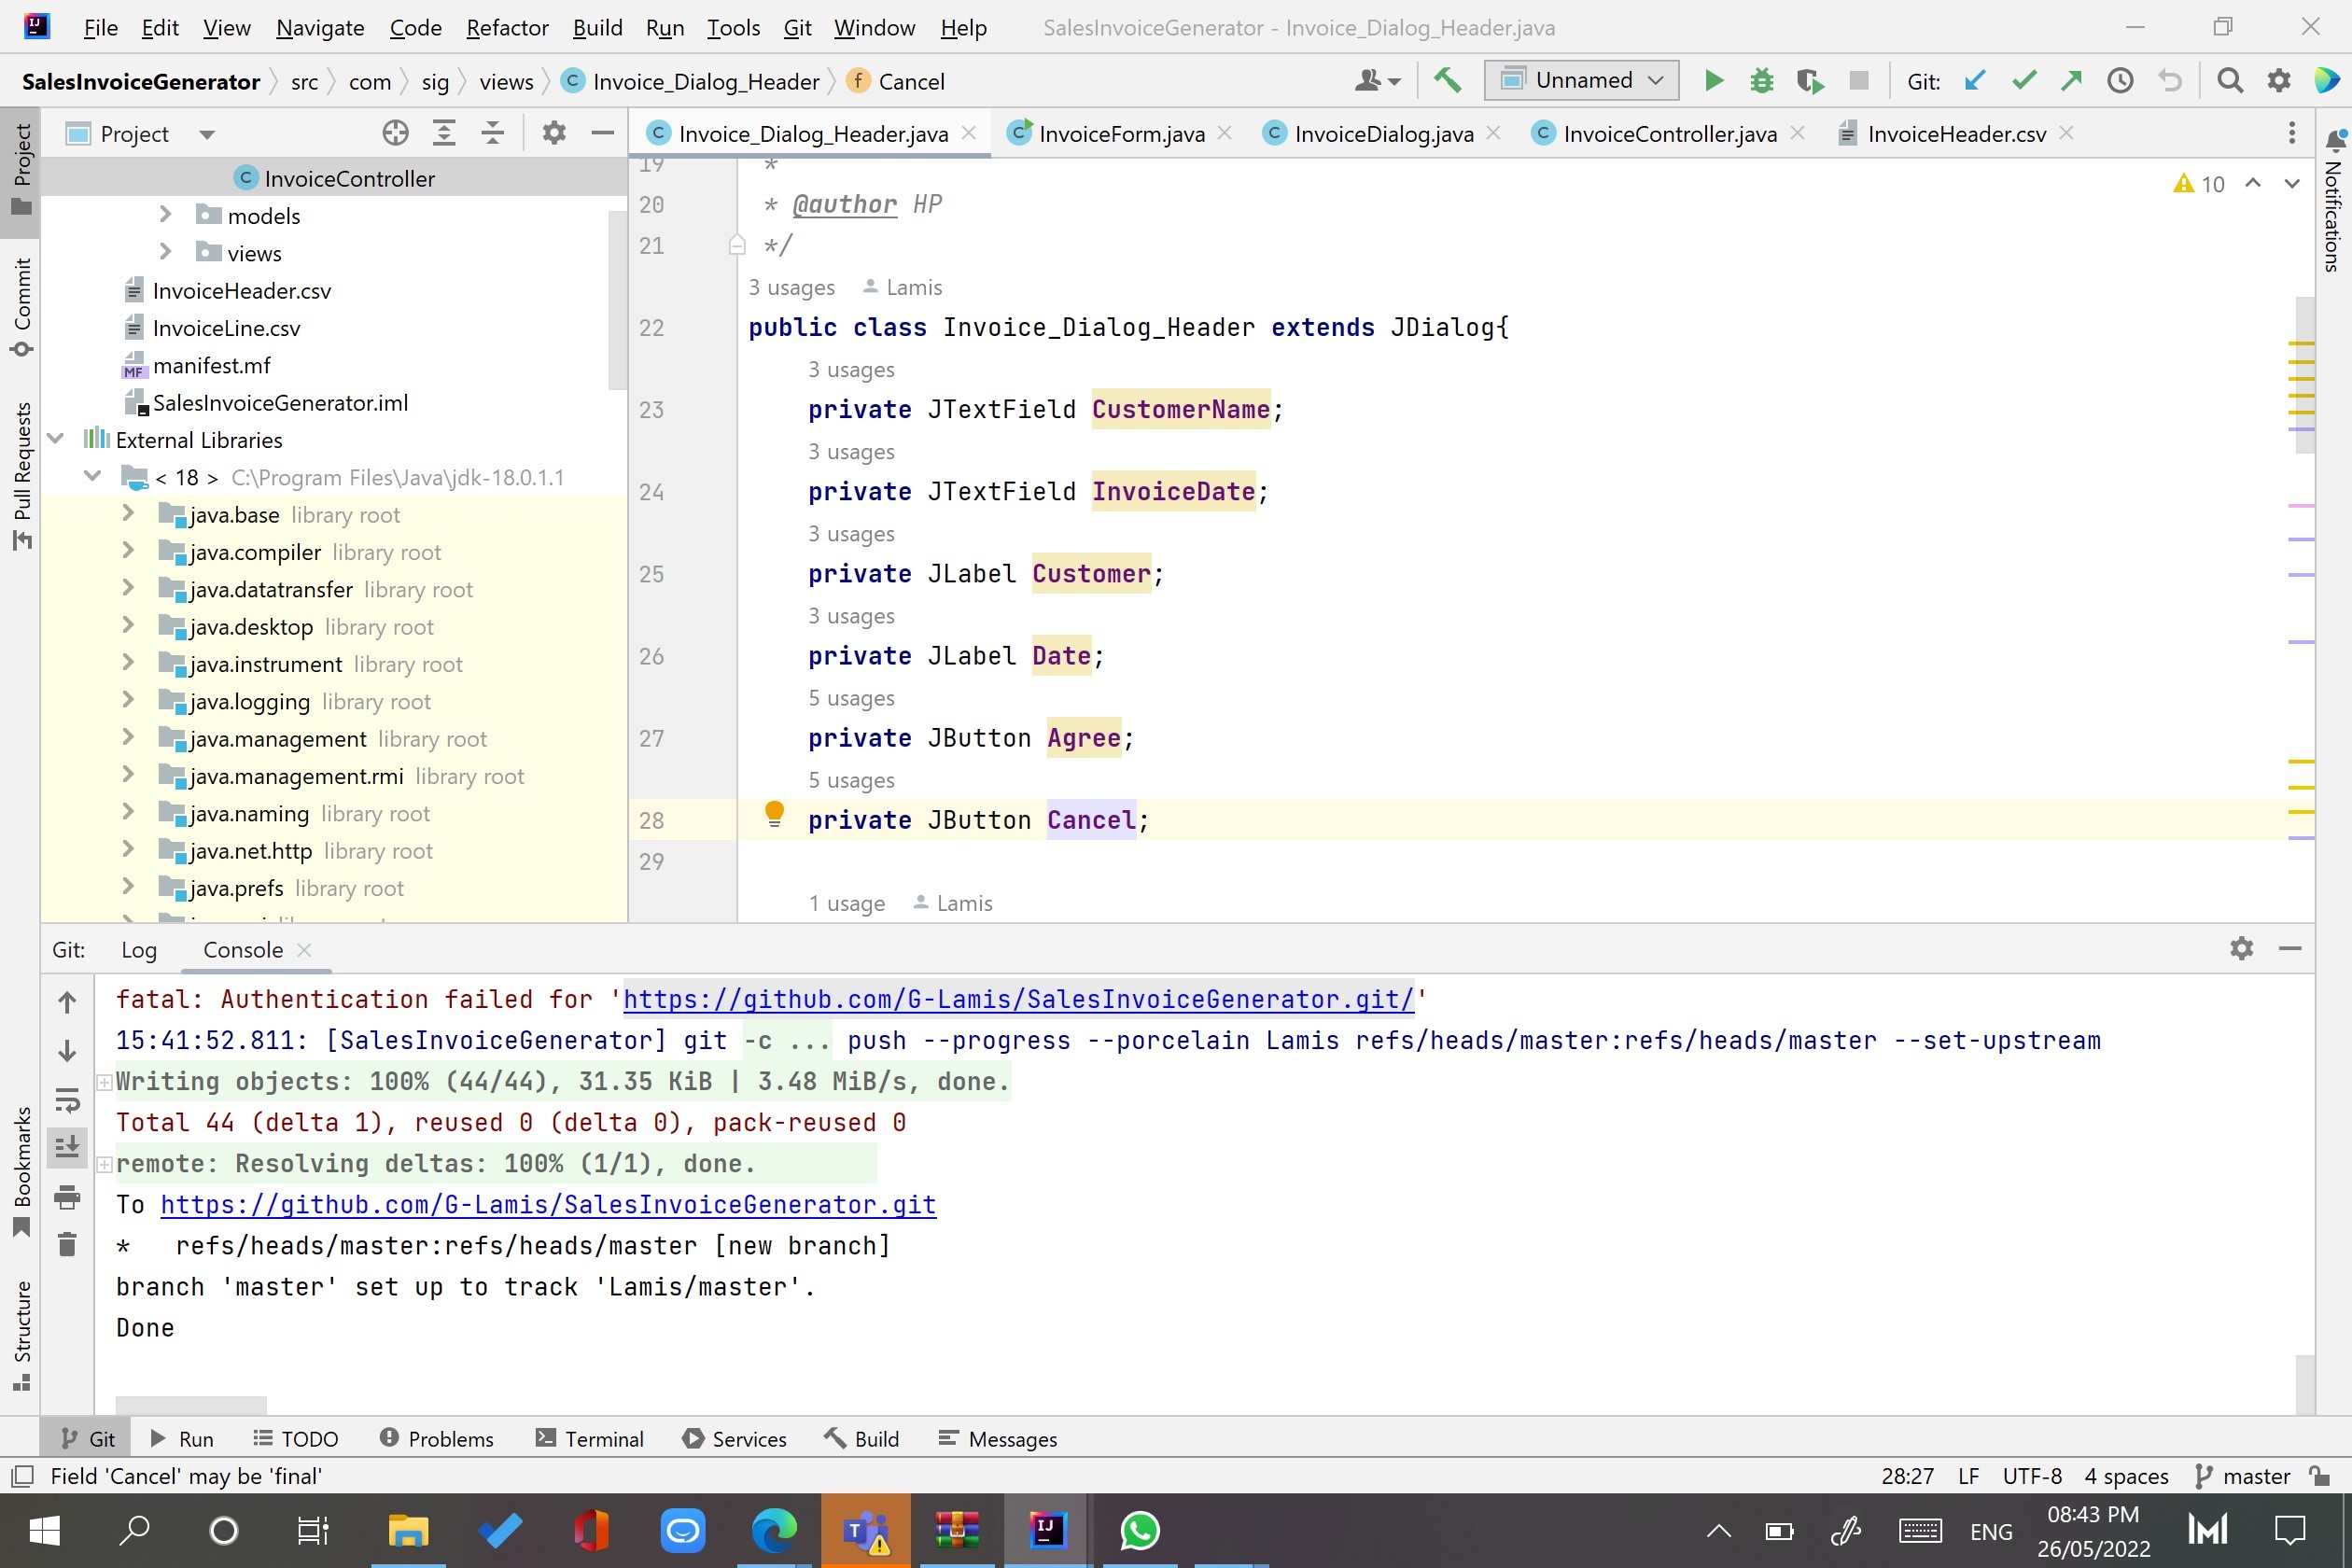 File Edit View Navigate Code Refactor Build Run Tools Git Window Help SalesInvoiceGenerator - Invoice_Dialog_Header.java
SalesInvoiceGenerator src com sig views Invoice_Dialog_Header Cancel Unnamed Git:
Project
Invoice_Dialog_Header.java InvoiceForm.java InvoiceDialog.java InvoiceController.java InvoiceHeader.csv
Project
Commit
Pull Requests
Bookmarks
Structure
Notifications
InvoiceController
models
views
InvoiceHeader.csv
InvoiceLine.csv
manifest.mf
SalesInvoiceGenerator.iml
External Libraries
< 18 > C:\Program Files\Java\jdk-18.0.1.1
java.base library root
java.compiler library root
java.datatransfer library root
java.desktop library root
java.instrument library root
java.logging library root
java.management library root
java.management.rmi library root
java.naming library root
java.net.http library root
java.prefs library root
10
19 *
20 * @author HP
21 */
3 usages Lamis
22 public class Invoice_Dialog_Header extends JDialog{
3 usages
23 private JTextField CustomerName;
3 usages
24 private JTextField InvoiceDate;
3 usages
25 private JLabel Customer;
3 usages
26 private JLabel Date;
5 usages
27 private JButton Agree;
5 usages
28 private JButton Cancel;
29
1 usage Lamis
Git: Log Console
fatal: Authentication failed for 'https://github.com/G-Lamis/SalesInvoiceGenerator.git/'
15:41:52.811: [SalesInvoiceGenerator] git -c ... push --progress --porcelain Lamis refs/heads/master:refs/heads/master --set-upstream
Writing objects: 100% (44/44), 31.35 KiB | 3.48 MiB/s, done.
Total 44 (delta 1), reused 0 (delta 0), pack-reused 0
remote: Resolving deltas: 100% (1/1), done.
To https://github.com/G-Lamis/SalesInvoiceGenerator.git
* refs/heads/master:refs/heads/master [new branch]
branch 'master' set up to track 'Lamis/master'.
Done
Git Run TODO Problems Terminal Services Build Messages
Field 'Cancel' may be 'final' 28:27 LF UTF-8 4 spaces master
ENG 08:43 PM
26/05/2022